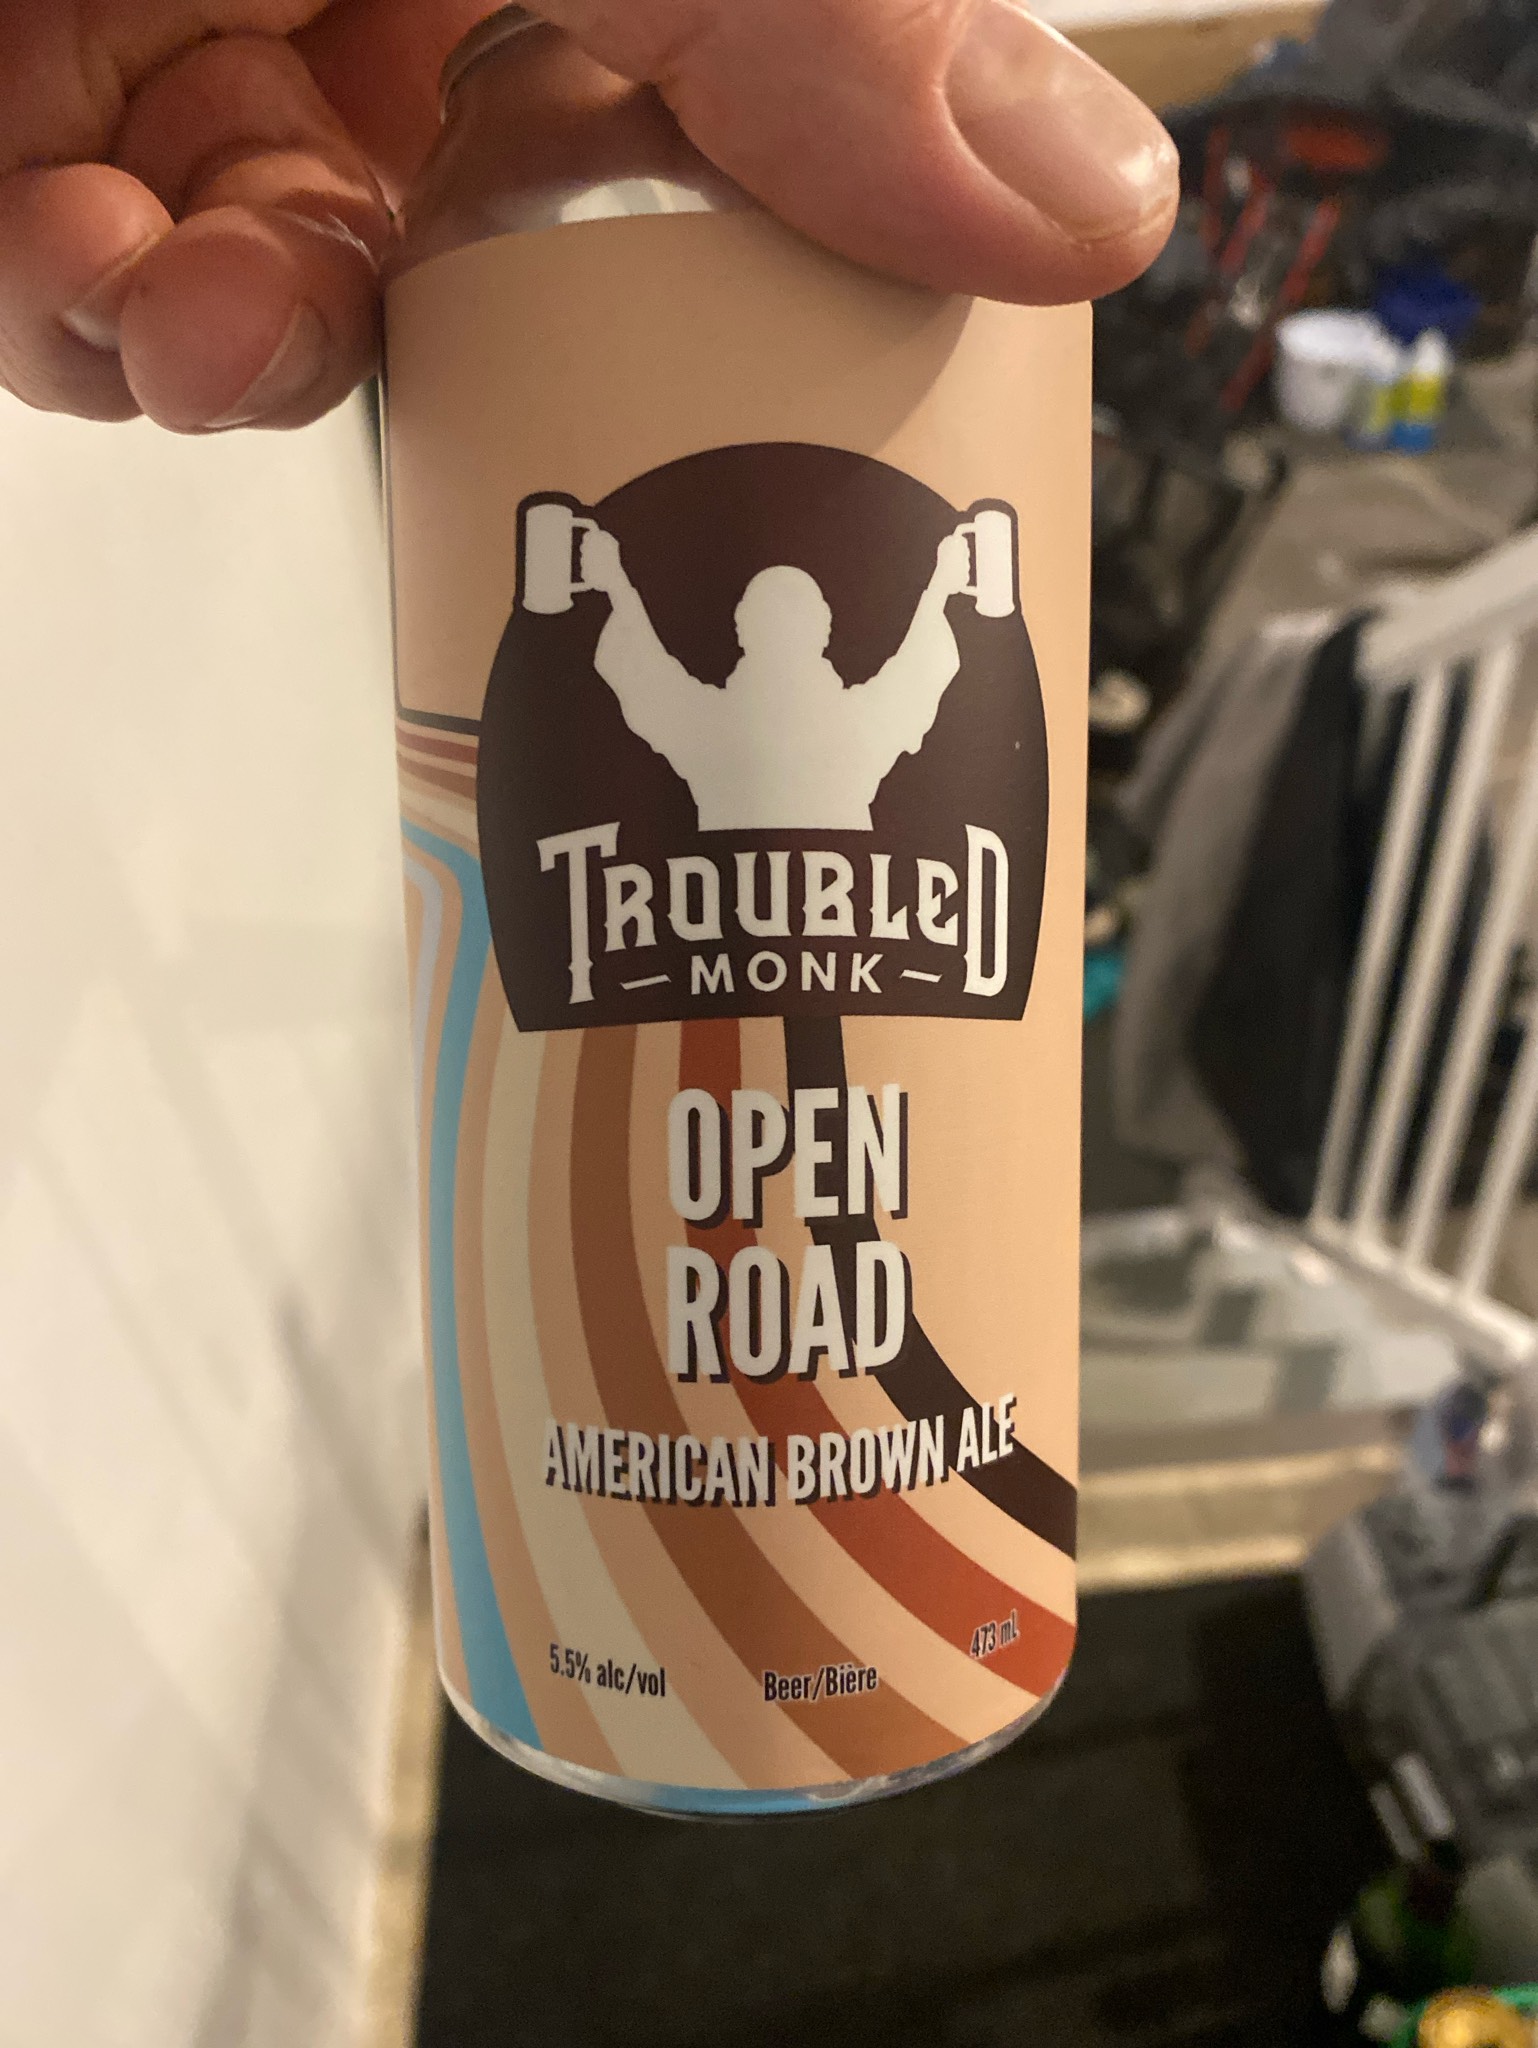 TROUBLED
MONK
OPEN
ROAD
AMERICAN BROWN ALE
5.5% alc/vol
Beer/Bière
473 mL